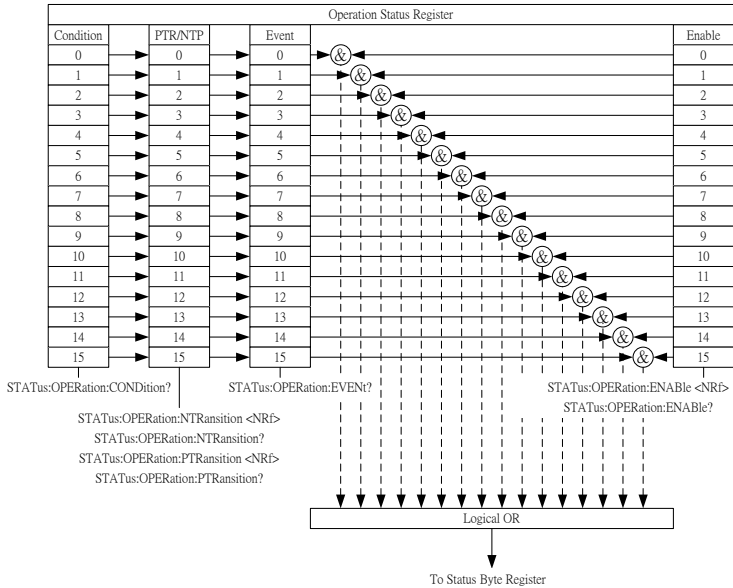 Operation Status Register
Condition PTR/NTP Event Enable
0 0 0 & 0
1 1 1 & 1
2 2 2 & 2
3 3 3 & 3
4 4 4 & 4
5 5 5 & 5
6 6 6 & 6
7 7 7 & 7
8 8 8 & 8
9 9 9 & 9
10 10 10 & 10
11 11 11 & 11
12 12 12 & 12
13 13 13 & 13
14 14 14 & 14
15 15 15 & 15
STATus:OPERation:CONDition? STATus:OPERation:EVENt? STATus:OPERation:ENABle <NRf>
STATus:OPERation:ENABle?
STATus:OPERation:NTRansition <NRf>
STATus:OPERation:NTRansition?
STATus:OPERation:PTRansition <NRf>
STATus:OPERation:PTRansition?
Logical OR
To Status Byte Register